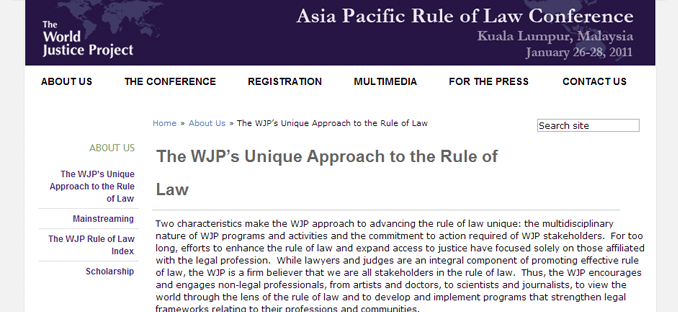 The
World
Justice Project
Asia Pacific Rule of Law Conference
Kuala Lumpur, Malaysia
January 26-28, 2011
ABOUT US THE CONFERENCE REGISTRATION MULTIMEDIA FOR THE PRESS CONTACT US
Home » About Us » The WJP's Unique Approach to the Rule of Law
Search site
ABOUT US
The WJP's Unique
Approach to the Rule
of Law
Mainstreaming
The WJP Rule of Law
Index
Scholarship
The WJP's Unique Approach to the Rule of
Law
Two characteristics make the WJP approach to advancing the rule of law unique: the multidisciplinary
nature of WJP programs and activities and the commitment to action required of WJP stakeholders. For too
long, efforts to enhance the rule of law and expand access to justice have focused solely on those affiliated
with the legal profession. While lawyers and judges are an integral component of promoting effective rule
of law, the WJP is a firm believer that we are all stakeholders in the rule of law. Thus, the WJP encourages
and engages non-legal professionals, from artists and doctors, to scientists and journalists, to view the
world through the lens of the rule of law and to develop and implement programs that strengthen legal
frameworks relating to their professions and communities.